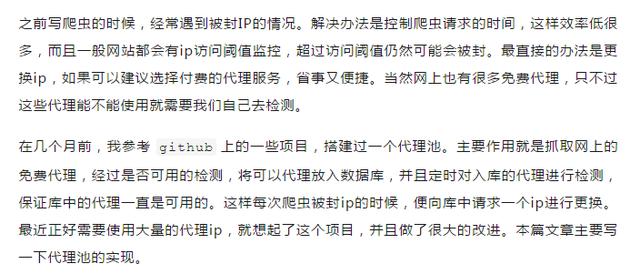 之前写爬虫的时候，经常遇到被封IP的情况。解决办法是控制爬虫请求的时间，这样效率低很
多，而且一般网站都会有ip访问阈值监控，超过访问阈值仍然可能会被封。最直接的办法是更
换ip，如果可以建议选择付费的代理服务，省事又便捷。当然网上也有很多免费代理，只不过
这些代理能不能使用就需要我们自己去检测。
在几个月前，我参考 github 上的一些项目，搭建过一个代理池。主要作用就是抓取网上的
免费代理，经过是否可用的检测，将可以代理放入数据库，并且定时对入库的代理进行检测，
保证库中的代理一直是可用的。这样每次爬虫被封ip的时候，便向库中请求一个ip进行更换。
最近正好需要使用大量的代理ip，就想起了这个项目，并且做了很大的改进。本篇文章主要写
一下代理池的实现。